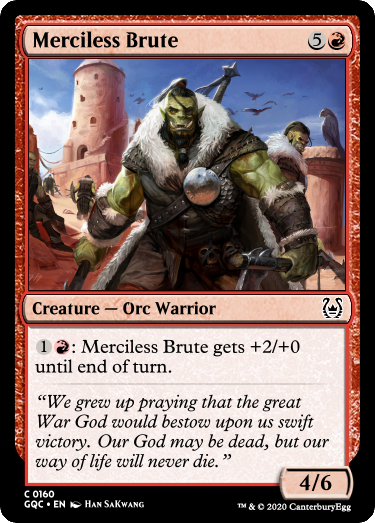 Merciless Brute 5
Creature — Orc Warrior
1 : Merciless Brute gets +2/+0
until end of turn.
“We grew up praying that the great
War God would bestow upon us swift
victory. Our God may be dead, but our
way of life will never die.”
4/6
C 0160
GQC • EN HAN SAKWANG
™ & © 2020 CanterburyEgg